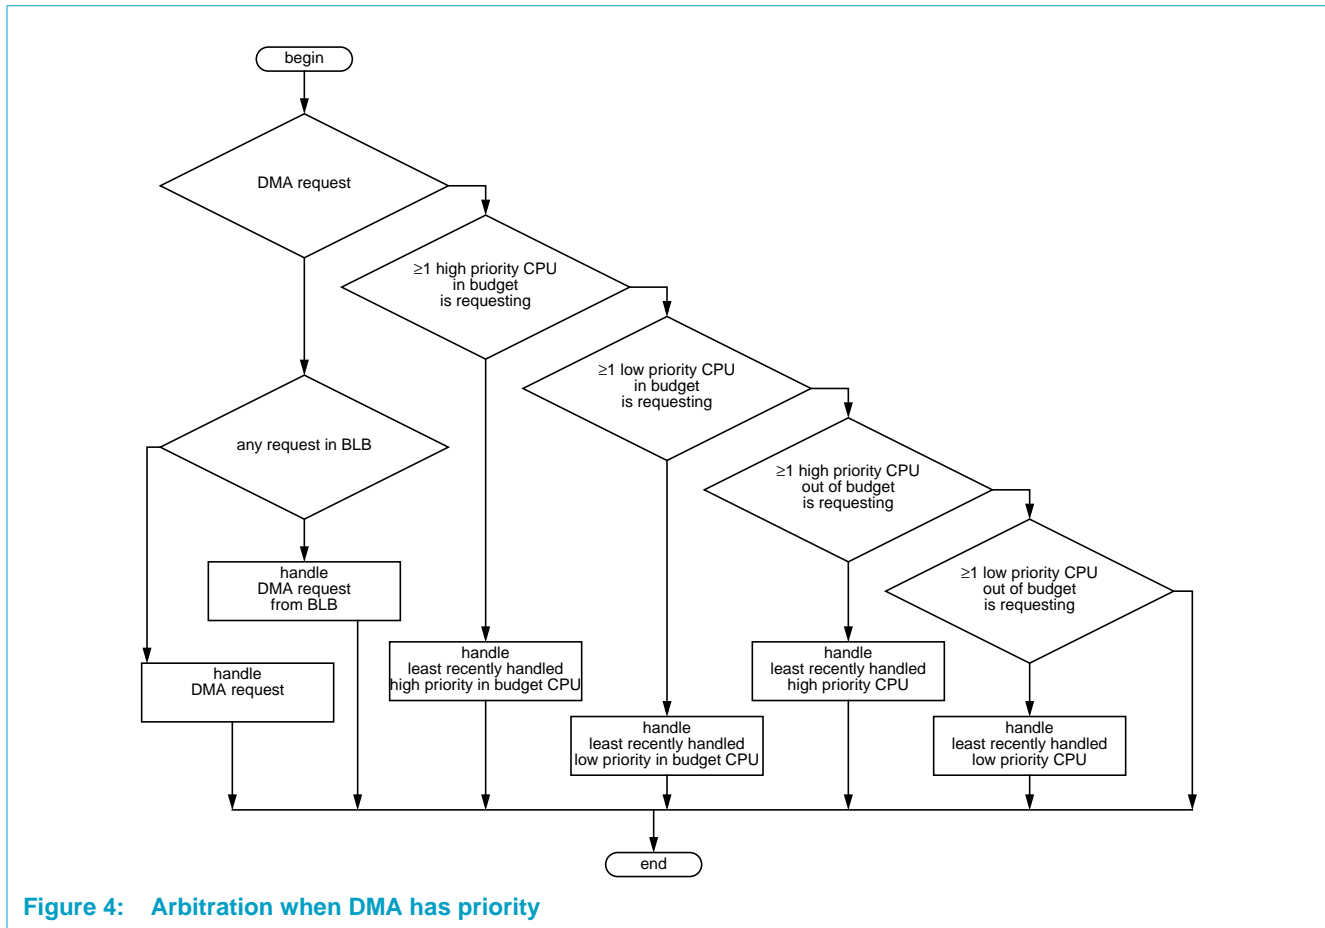 begin
DMA request
≥1 high priority CPU
in budget
is requesting
≥1 low priority CPU
in budget
is requesting
any request in BLB
≥1 high priority CPU
out of budget
is requesting
≥1 low priority CPU
out of budget
is requesting
handle
DMA request
from BLB
handle
DMA request
handle
least recently handled
high priority in budget CPU
handle
least recently handled
low priority in budget CPU
handle
least recently handled
high priority CPU
handle
least recently handled
low priority CPU
end
Figure 4: Arbitration when DMA has priority